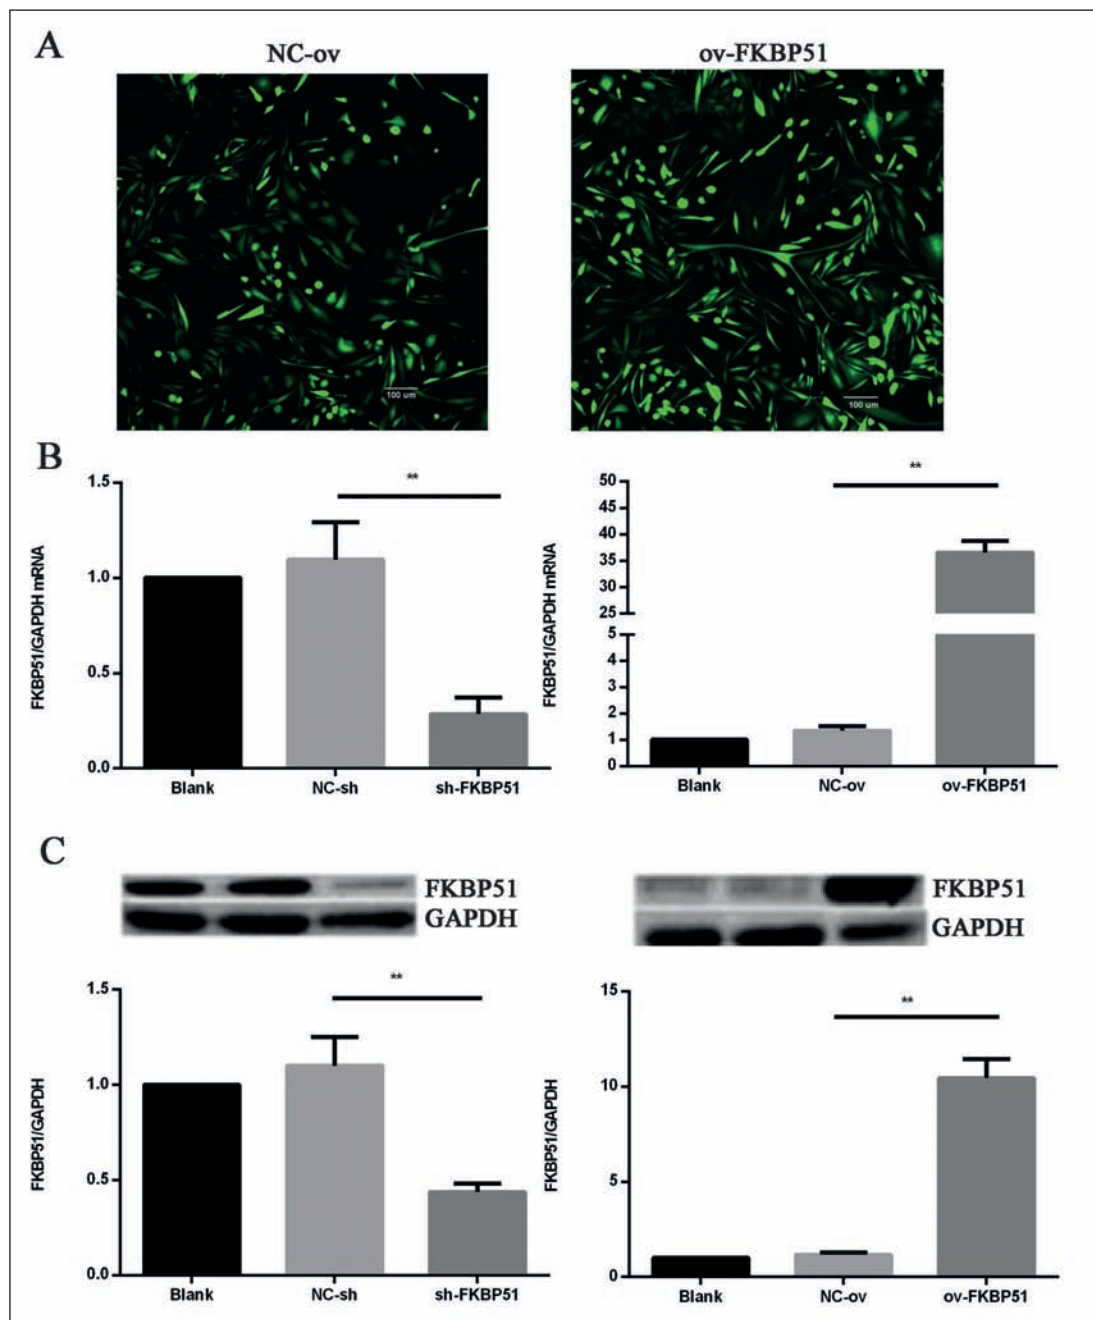 A
NC-ov
ov-FKBP51
100 um
100 um
B
FKBP51/GAPDH mRNA
1.5
1.0
0.5
0.0
**
Blank
NC-sh
sh-FKBP51
FKBP51/GAPDH mRNA
50
45
40
35
30
25
5
4
3
2
1
0
**
Blank
NC-ov
ov-FKBP51
C
FKBP51
GAPDH
FKBP51
GAPDH
FKBP51/GAPDH
1.5
1.0
0.5
0.0
**
Blank
NC-sh
sh-FKBP51
FKBP51/GAPDH
15
10
5
0
**
Blank
NC-ov
ov-FKBP51